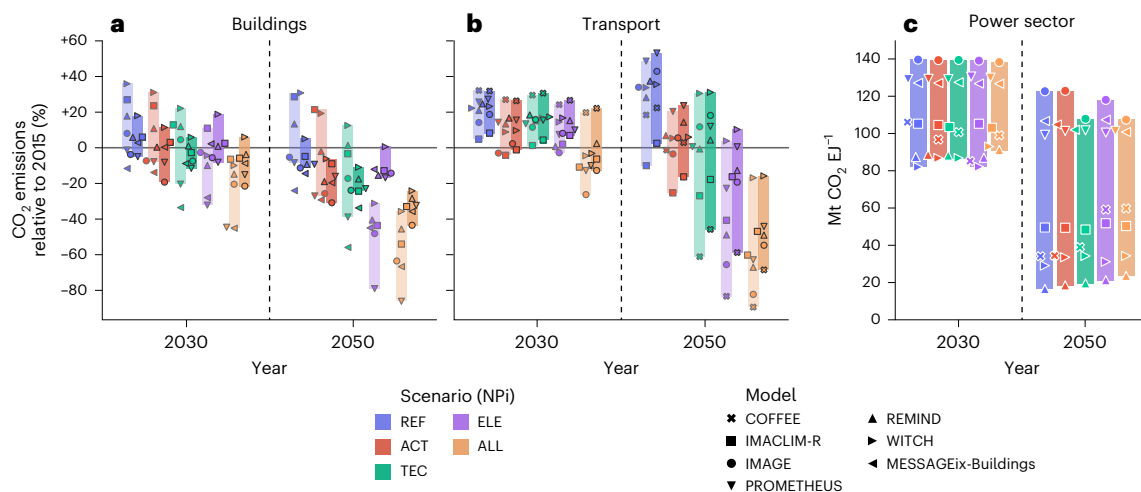 a Buildings
b Transport
c Power sector
CO2 emissions
relative to 2015 (%)
+60
+40
+20
0
−20
−40
−60
−80
2030
2050
Year
2030
2050
Year
Mt CO2 EJ−1
140
120
100
80
60
40
20
0
2030
2050
Year
Scenario (NPi)
REF
ACT
TEC
ELE
ALL
Model
COFFEE
IMACLIM-R
IMAGE
PROMETHEUS
REMIND
WITCH
MESSAGEix-Buildings